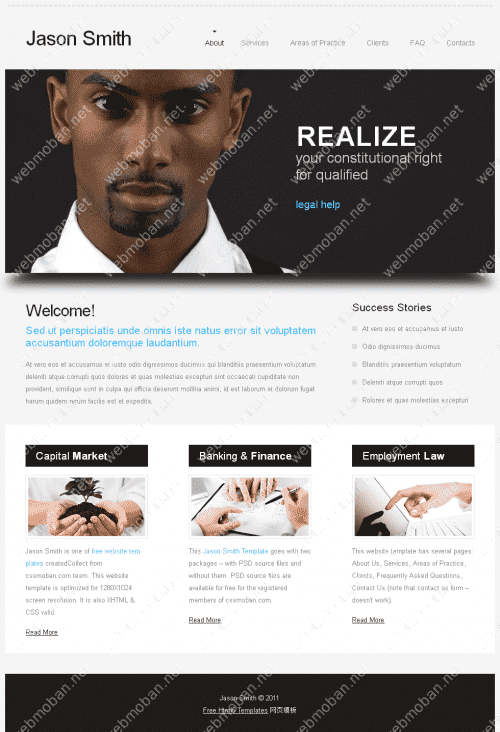 Jason Smith
About Services Areas of Practice Clients FAQ Contacts
REALIZE
your constitutional right
for qualified
legal help
Welcome!
Sed ut perspiciatis unde omnis iste natus error sit voluptatem
accusantium doloremque laudantium.
At vero eos et accusamus et iusto odio dignissimos ducimus qui blanditiis praesentium voluptatum
deleniti atque corrupti quos dolores et quas molestias excepturi sint occaecati cupiditate non
provident, similique sunt in culpa qui officia deserunt mollitia animi, id est laborum et dolorum fugat
harum quidem rerum facilis est et expedita.
Success Stories
At vero eos et accusamus et iusto
Odio dignissimos ducimus
Blanditiis praesentium voluptatum
Deleniti atque corrupti quos
Rolores et quas molestias excepturi
Capital Market
Jason Smith is one of free website tem
plates createdCollect from
cssmoban.com team. This website
template is optimized for 1280X1024
screen resolution. It is also XHTML &
CSS valid.
Read More
Banking & Finance
This Jason Smith Template goes with two
packages – with PSD source files and
without them. PSD source files are
available for free for the registered
members of cssmoban.com.
Read More
Employment Law
This website template has several pages:
About Us, Services, Areas of Practice,
Clients, Frequently Asked Questions,
Contact Us (note that contact us form –
doesn't work).
Read More
Jason Smith © 2011
Free Html5 Templates 网页模板
webmoban.net